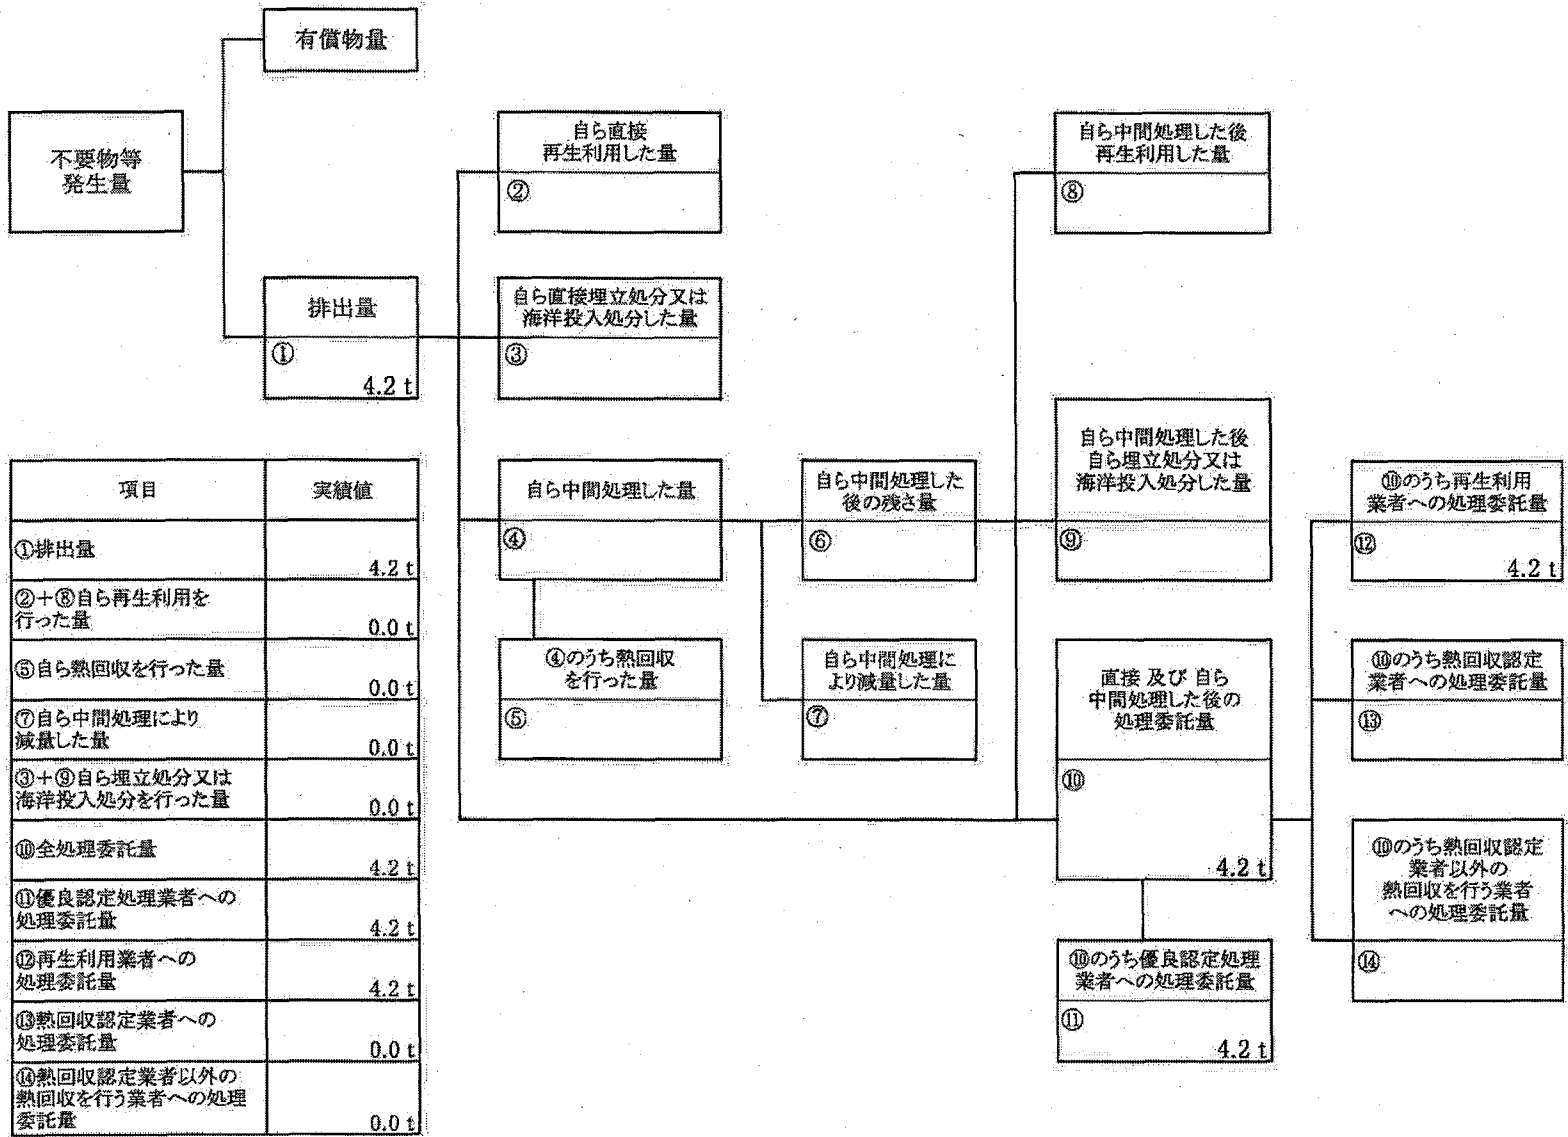 有償物量
不要物等
発生量
自ら直接
再生利用した量
②
自ら中間処理した後
再生利用した量
⑧
排出量
①
4.2 t
自ら直接埋立処分又は
海洋投入処分した量
③
自ら中間処理した量
④
自ら中間処理した
後の残さ量
⑥
自ら中間処理した後
自ら埋立処分又は
海洋投入処分した量
⑨
⑩のうち再生利用
業者への処理委託量
⑫
4.2 t
④のうち熱回収
を行った量
⑤
自ら中間処理に
より減量した量
⑦
直接 及び 自ら
中間処理した後の
処理委託量
⑩
4.2 t
⑩のうち熱回収認定
業者への処理委託量
⑬
⑩のうち熱回収認定
業者以外の
熱回収を行う業者
への処理委託量
⑭
⑩のうち優良認定処理
業者への処理委託量
⑪
4.2 t
項目
実績値
①排出量
4.2 t
②＋⑧自ら再生利用を
行った量
0.0 t
⑤自ら熱回収を行った量
0.0 t
⑦自ら中間処理により
減量した量
0.0 t
③＋⑨自ら埋立処分又は
海洋投入処分を行った量
0.0 t
⑩全処理委託量
4.2 t
⑪優良認定処理業者への
処理委託量
4.2 t
⑫再生利用業者への
処理委託量
4.2 t
⑬熱回収認定業者への
処理委託量
0.0 t
⑭熱回収認定業者以外の
熱回収を行う業者への処理
委託量
0.0 t